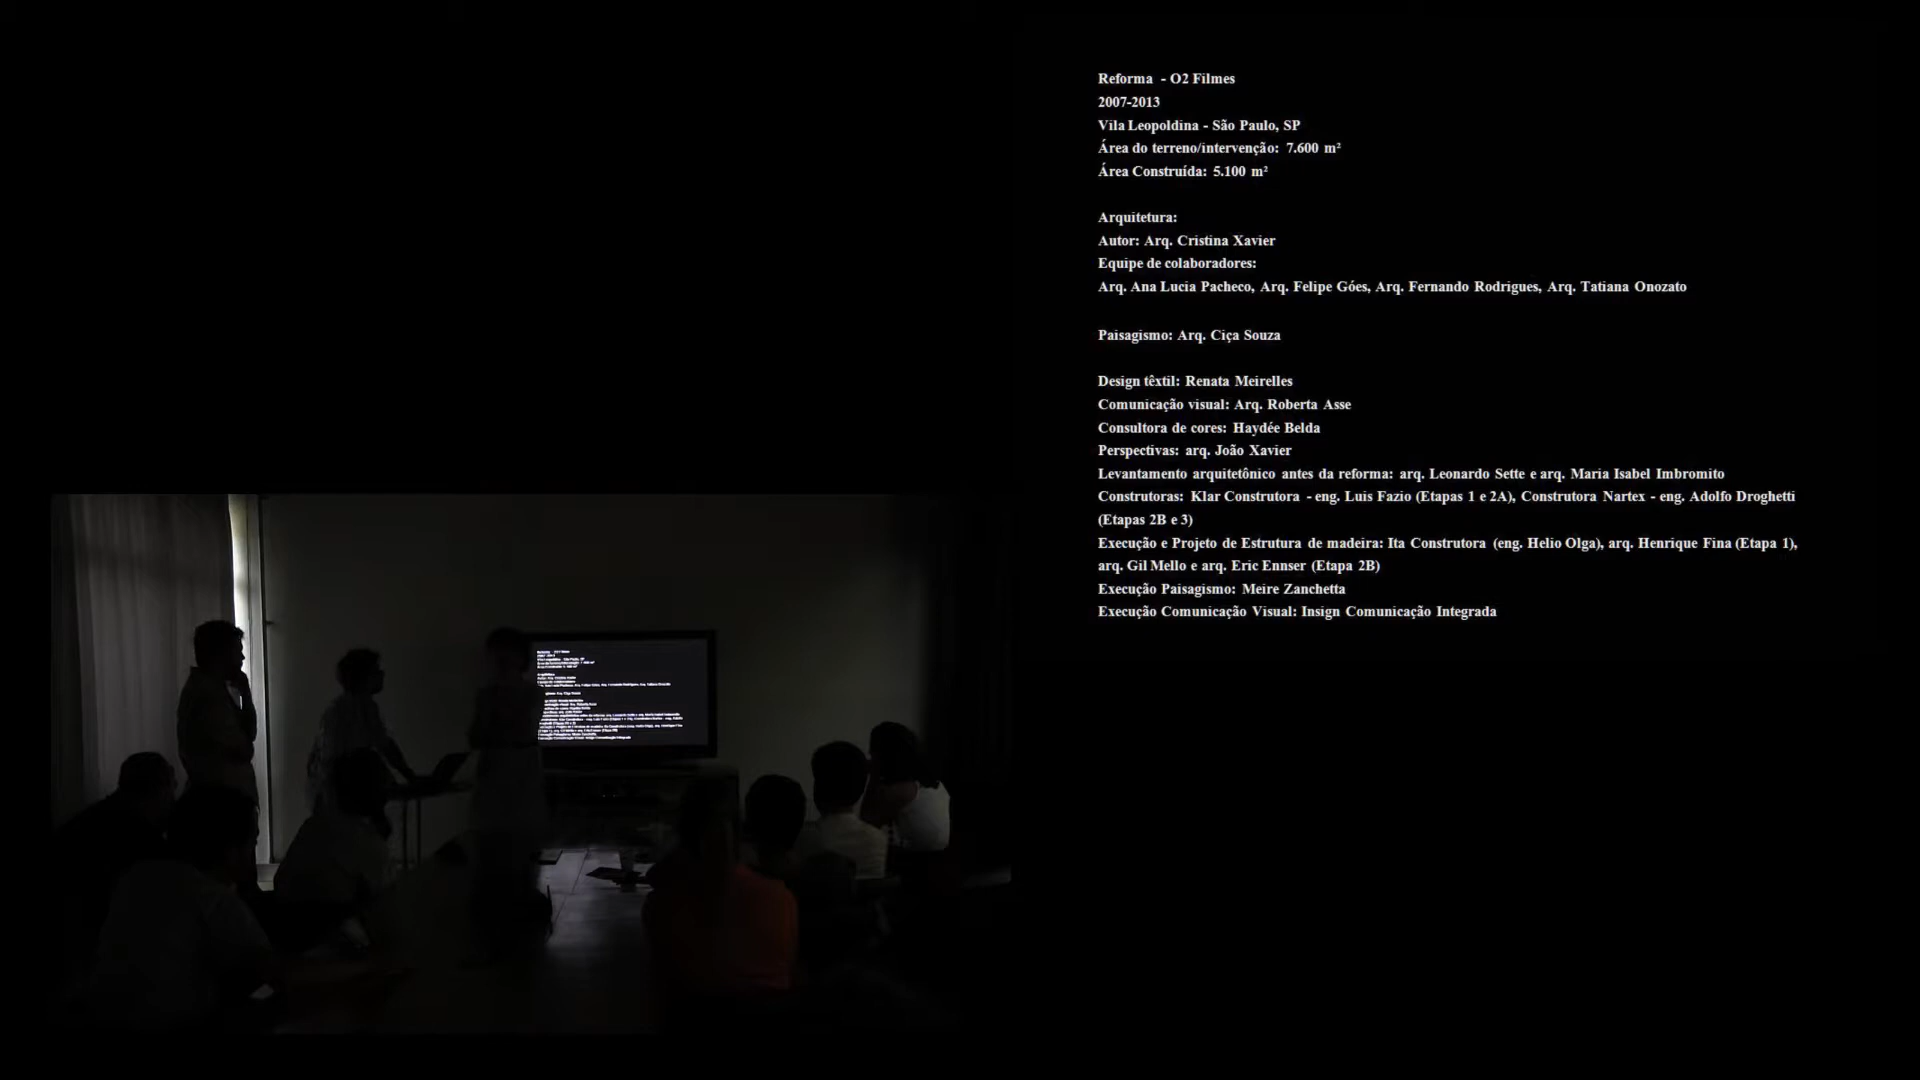 Reforma - O2 Filmes
2007-2013
Vila Leopoldina - São Paulo, SP
Área do terreno/intervenção: 7.600 m²
Área Construída: 5.100 m²
Arquitetura:
Autor: Arq. Cristina Xavier
Equipe de colaboradores:
Arq. Ana Lucia Pacheco, Arq. Felipe Góes, Arq. Fernando Rodrigues, Arq. Tatiana Onozato
Paisagismo: Arq. Ciça Souza
Design têxtil: Renata Meirelles
Comunicação visual: Arq. Roberta Asse
Consultora de cores: Haydée Belda
Perspectivas: arq. João Xavier
Levantamento arquitetônico antes da reforma: arq. Leonardo Sette e arq. Maria Isabel Imbromito
Construtoras: Klar Construtora - eng. Luis Fazio (Etapas 1 e 2A), Construtora Nartex - eng. Adolfo Droghetti
(Etapas 2B e 3)
Execução e Projeto de Estrutura de madeira: Ita Construtora (eng. Helio Olga), arq. Henrique Fina (Etapa 1),
arq. Gil Mello e arq. Eric Ennser (Etapa 2B)
Execução Paisagismo: Meire Zanchetta
Execução Comunicação Visual: Insign Comunicação Integrada